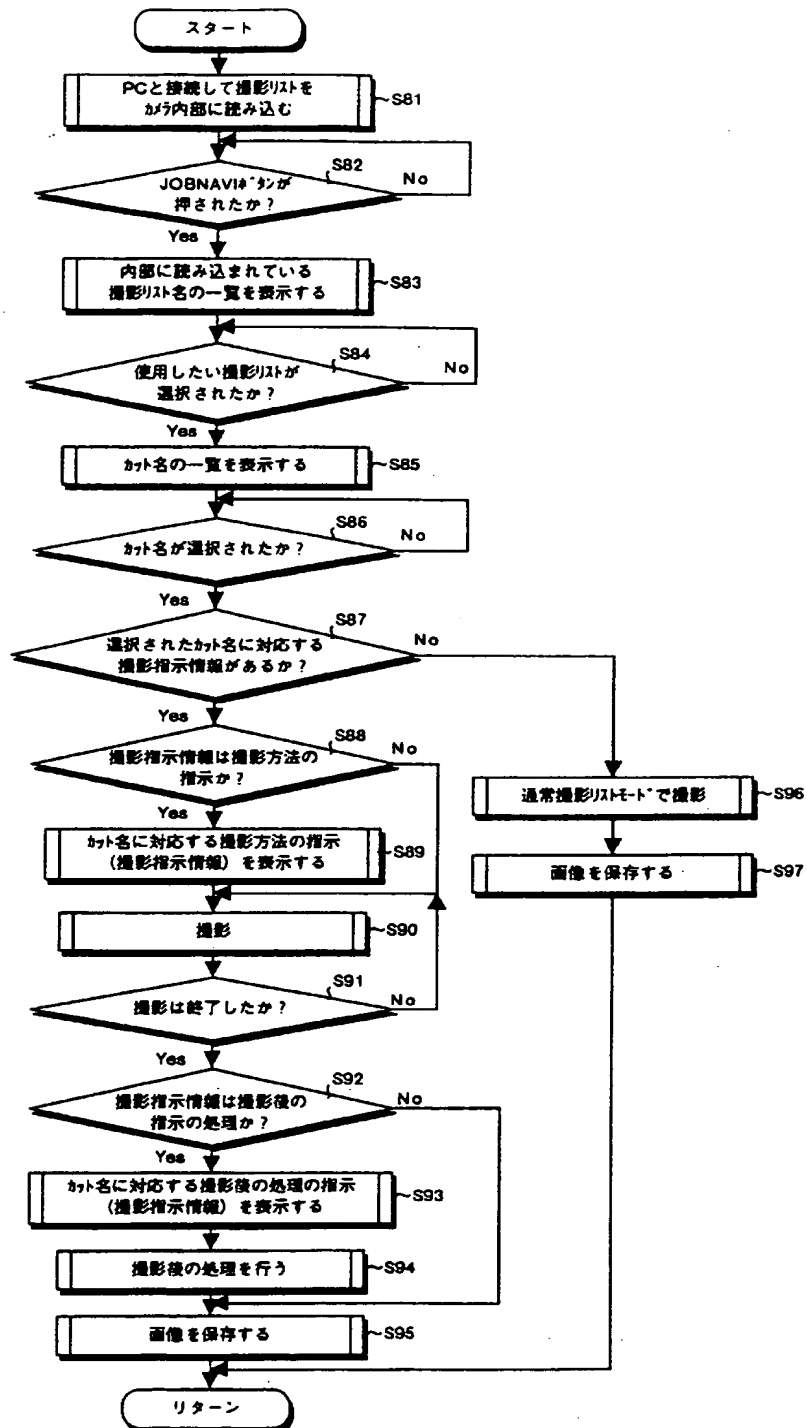 スタート
PCと接続して撮影リストを
カメラ内部に読み込む
S81
S82
JOBNAVIボタンが
押されたか？
No
Yes
内部に読み込まれている
撮影リスト名の一覧を表示する
S83
S84
使用したい撮影リストが
選択されたか？
No
Yes
カット名の一覧を表示する
S85
S86
カット名が選択されたか？
No
Yes
S87
選択されたカット名に対応する
撮影指示情報があるか？
No
Yes
S88
撮影指示情報は撮影方法の
指示か？
No
Yes
通常撮影リストモードで撮影
S96
カット名に対応する撮影方法の指示
（撮影指示情報）を表示する
S89
画像を保存する
S97
撮影
S90
S91
撮影は終了したか？
No
Yes
S92
撮影指示情報は撮影後の
指示の処理か？
No
Yes
カット名に対応する撮影後の処理の指示
（撮影指示情報）を表示する
S93
撮影後の処理を行う
S94
画像を保存する
S95
リターン